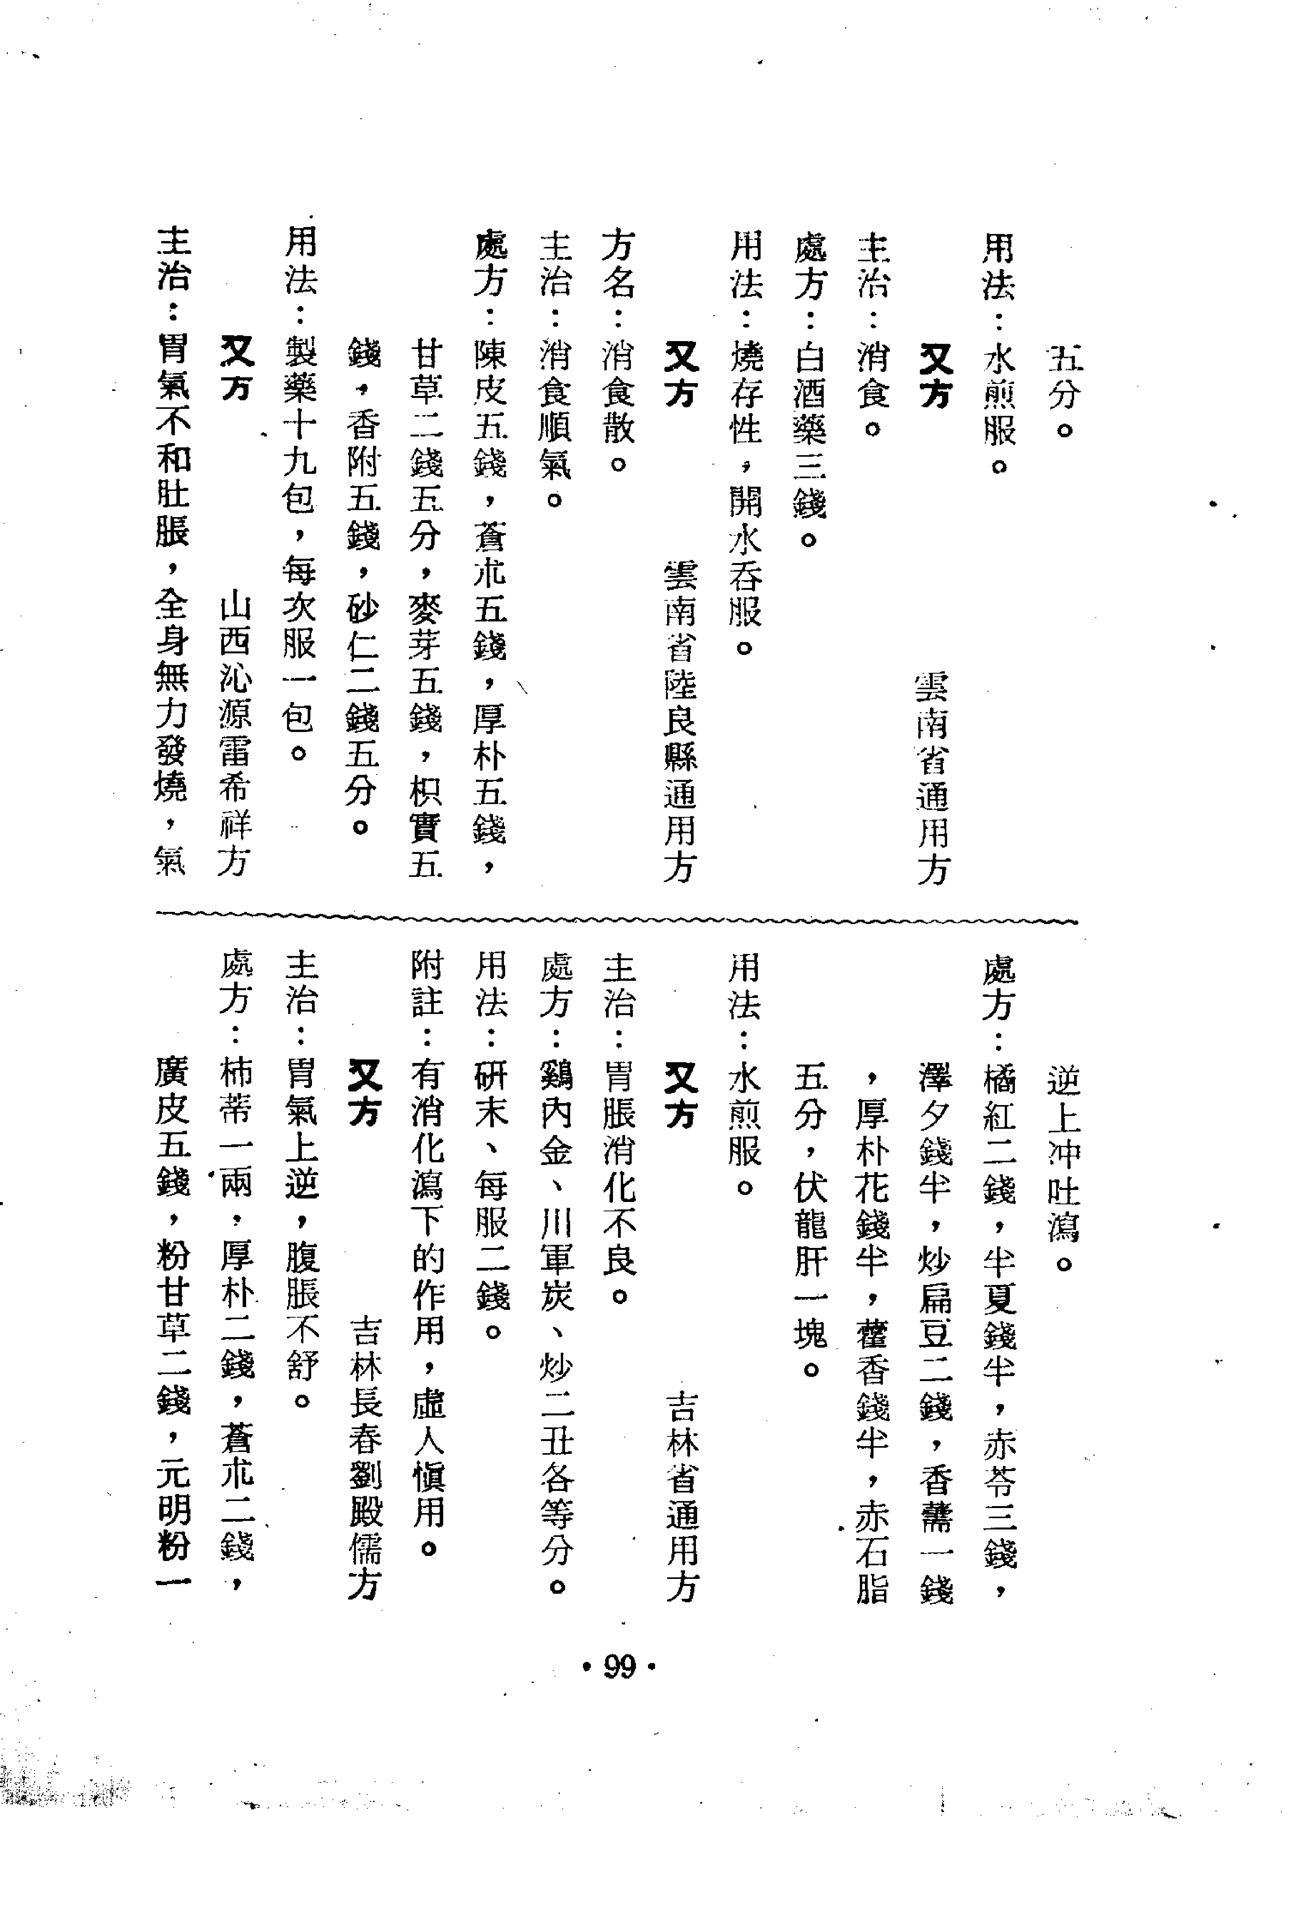 五分。
用法：水煎服。
又方　雲南省通用方
主治：消食。
處方：白酒藥三錢。
用法：燒存性，開水吞服。
又方　雲南省陸良縣通用方
方名：消食散。
主治：消食順氣。
處方：陳皮五錢，蒼朮五錢，厚朴五錢，
甘草二錢五分，麥芽五錢，枳實五
錢，香附五錢，砂仁二錢五分。
用法：製藥十九包，每次服一包。
又方　山西沁源雷希祥方
主治：胃氣不和肚脹，全身無力發燒，氣
逆上冲吐瀉。
處方：橘紅二錢，半夏錢半，赤苓三錢，
澤夕錢半，炒扁豆二錢，香薷一錢
，厚朴花錢半，藿香錢半，赤石脂
五分，伏龍肝一塊。
用法：水煎服。
又方　吉林省通用方
主治：胃脹消化不良。
處方：鷄內金、川軍炭、炒二丑各等分。
用法：研末、每服二錢。
附註：有消化瀉下的作用，虛人慎用。
又方　吉林長春劉殿儒方
主治：胃氣上逆，腹脹不舒。
處方：柿蒂一兩，厚朴二錢，蒼朮二錢，
廣皮五錢，粉甘草二錢，元明粉一
·99·